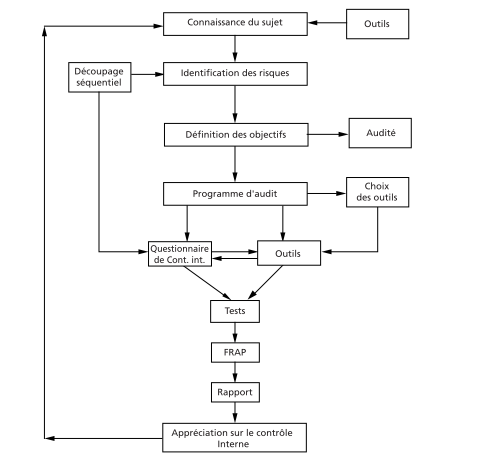 Connaissance du sujet
Outils
Découpage
séquentiel
Identification des risques
Définition des objectifs
Audité
Programme d'audit
Choix
des outils
Questionnaire
de Cont. int.
Outils
Tests
FRAP
Rapport
Appréciation sur le contrôle
Interne